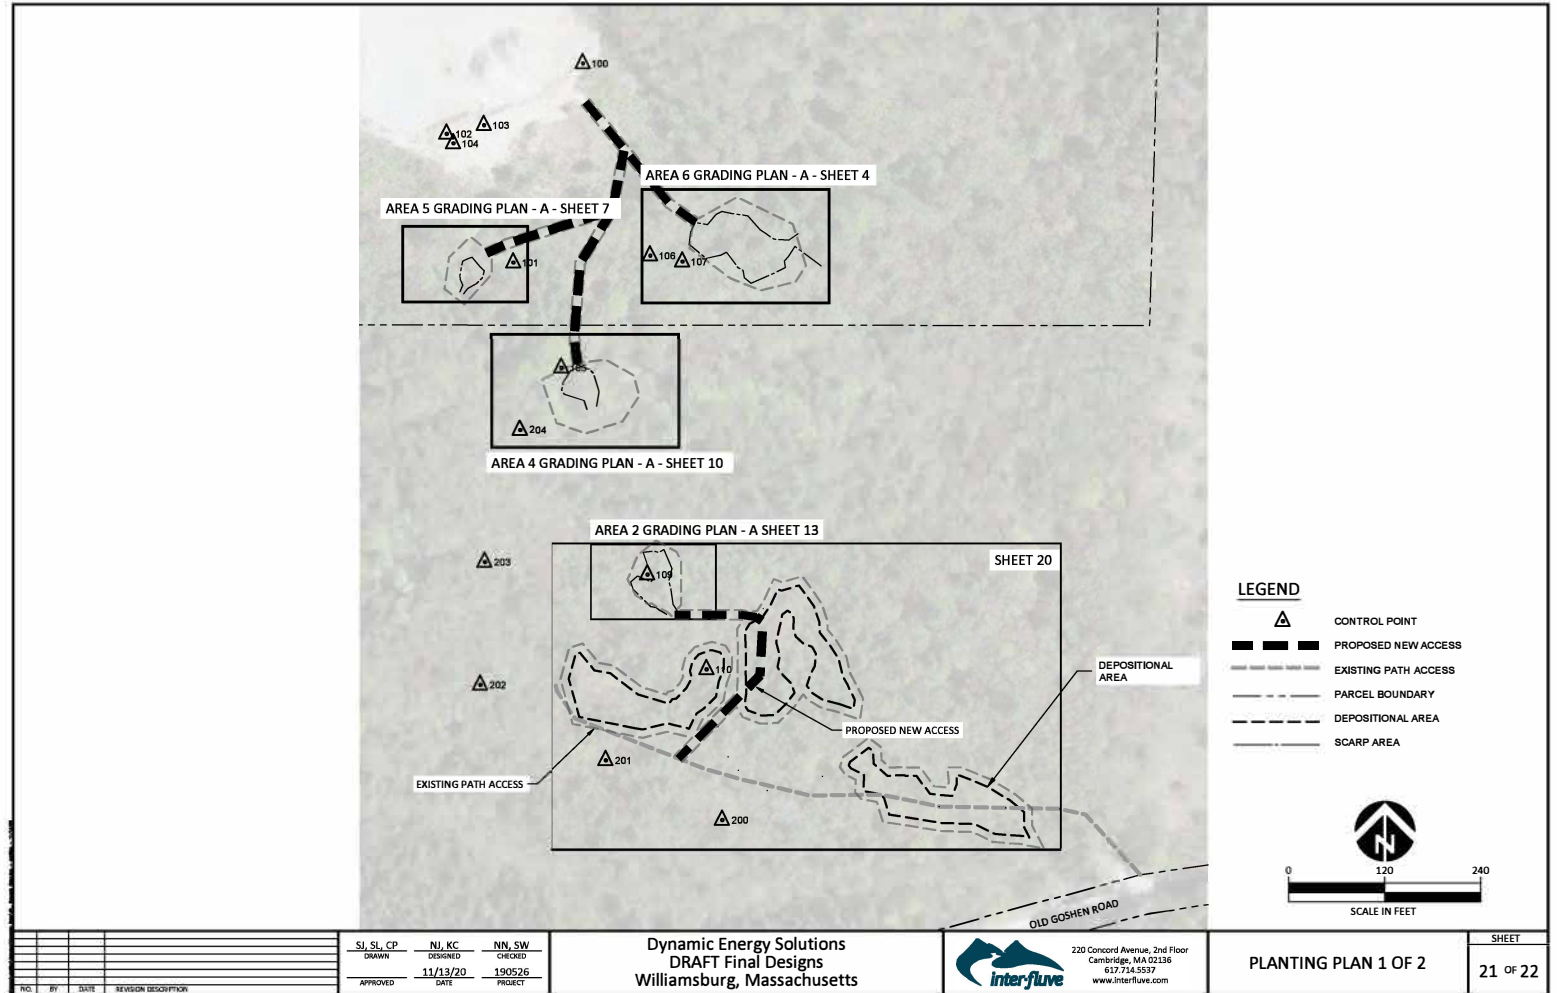 100
103
102
104
AREA 6 GRADING PLAN - A - SHEET 4
AREA 5 GRADING PLAN - A - SHEET 7
101
106
107
204
AREA 4 GRADING PLAN - A - SHEET 10
AREA 2 GRADING PLAN - A SHEET 13
SHEET 20
203
109
202
110
DEPOSITIONAL
AREA
PROPOSED NEW ACCESS
201
EXISTING PATH ACCESS
200
OLD GOSHEN ROAD
LEGEND
CONTROL POINT
PROPOSED NEW ACCESS
EXISTING PATH ACCESS
PARCEL BOUNDARY
DEPOSITIONAL AREA
SCARP AREA
N
0 120 240
SCALE IN FEET
NO. BY DATE REVISION DESCRIPTION
SJ, SL, CP NJ, KC NN, SW
DRAWN DESIGNED CHECKED
11/13/20 190526
APPROVED DATE PROJECT
Dynamic Energy Solutions
DRAFT Final Designs
Williamsburg, Massachusetts
inter-fluve
220 Concord Avenue, 2nd Floor
Cambridge, MA 02136
617.714.5537
www.interfluve.com
PLANTING PLAN 1 OF 2
SHEET
21 OF 22